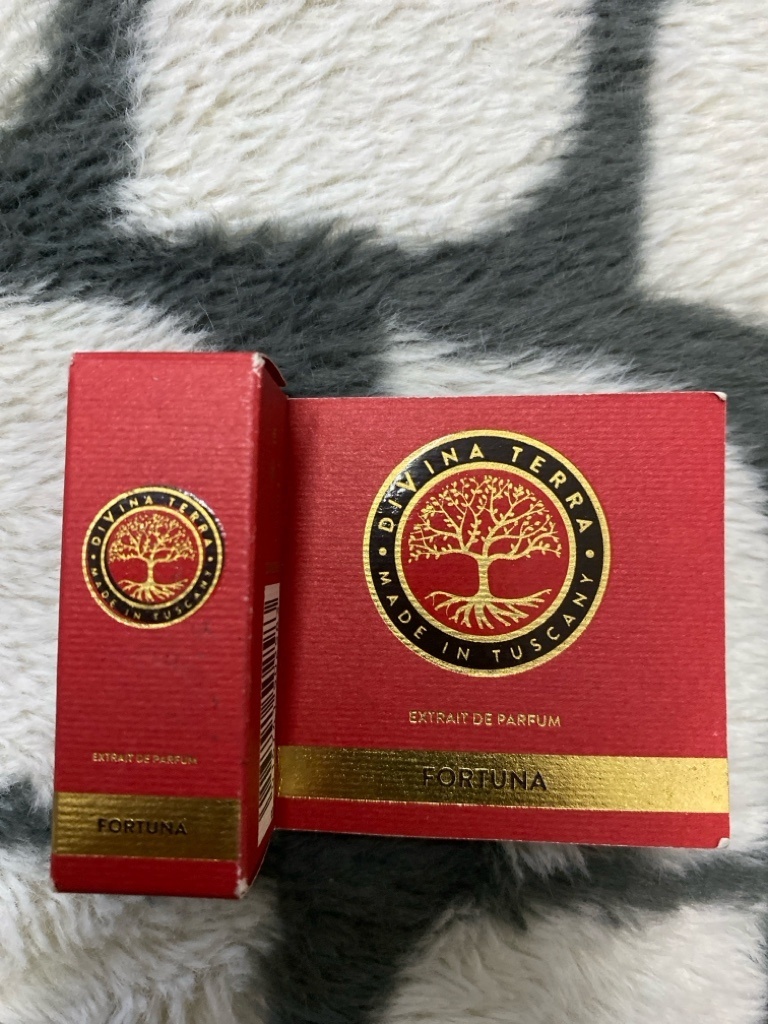 DIVINA TERRA
MADE IN TUSCANY
EXTRAIT DE PARFUM
FORTUNA
DIVINA TERRA
MADE IN TUSCANY
EXTRAIT DE PARFUM
FORTUNA